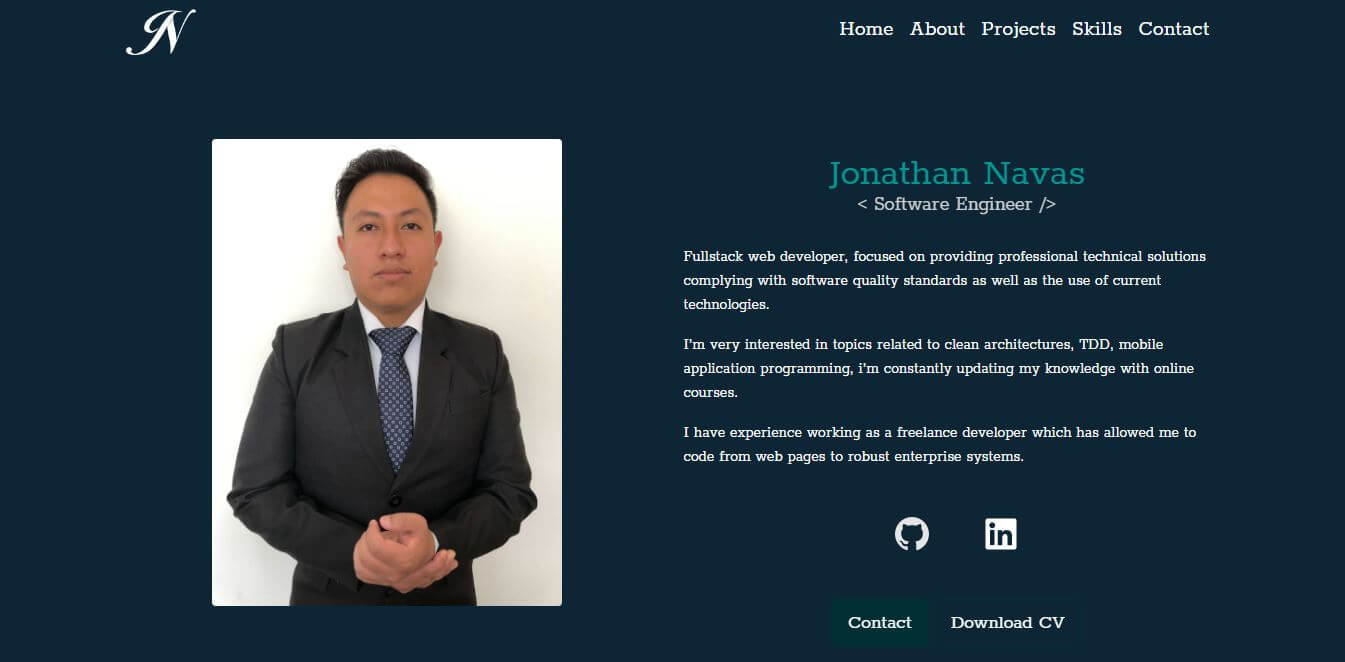 JN
Home About Projects Skills Contact
Jonathan Navas
< Software Engineer />
Fullstack web developer, focused on providing professional technical solutions
complying with software quality standards as well as the use of current
technologies.
I'm very interested in topics related to clean architectures, TDD, mobile
application programming, i'm constantly updating my knowledge with online
courses.
I have experience working as a freelance developer which has allowed me to
code from web pages to robust enterprise systems.
in
Contact Download CV